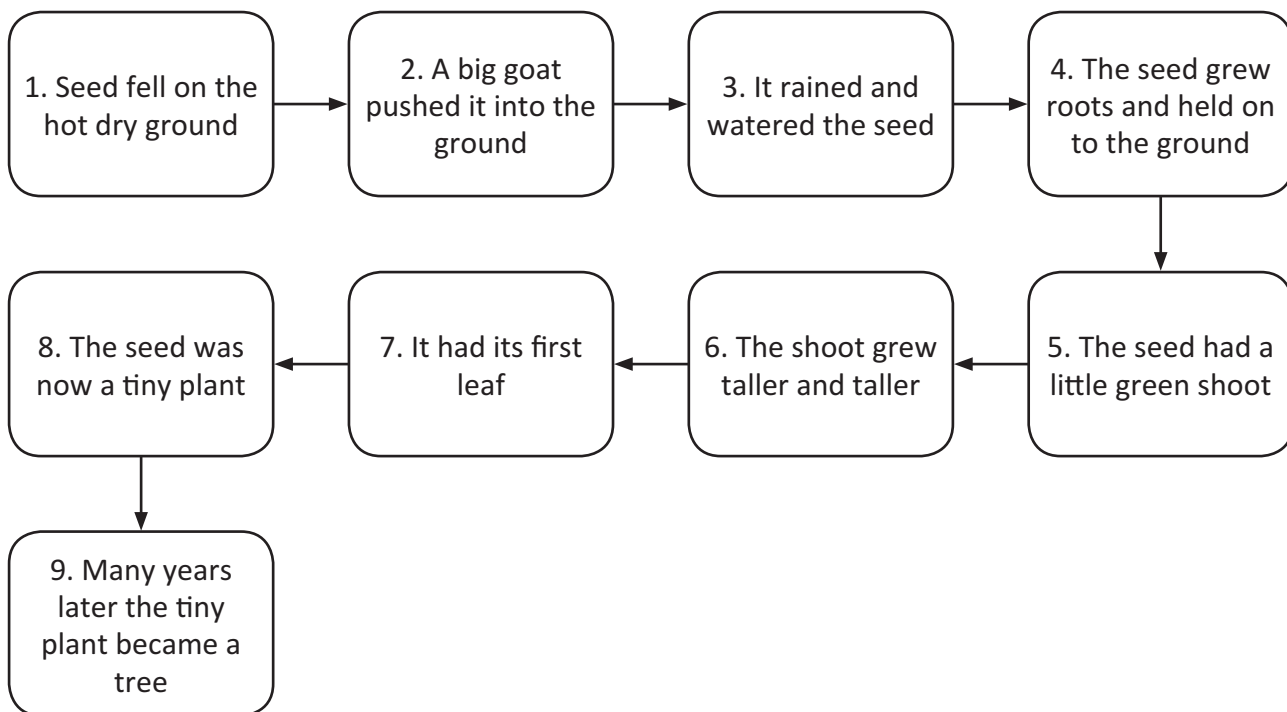 1. Seed fell on the
hot dry ground
2. A big goat
pushed it into the
ground
3. It rained and
watered the seed
4. The seed grew
roots and held on
to the ground
5. The seed had a
little green shoot
6. The shoot grew
taller and taller
7. It had its first
leaf
8. The seed was
now a tiny plant
9. Many years
later the tiny
plant became a
tree